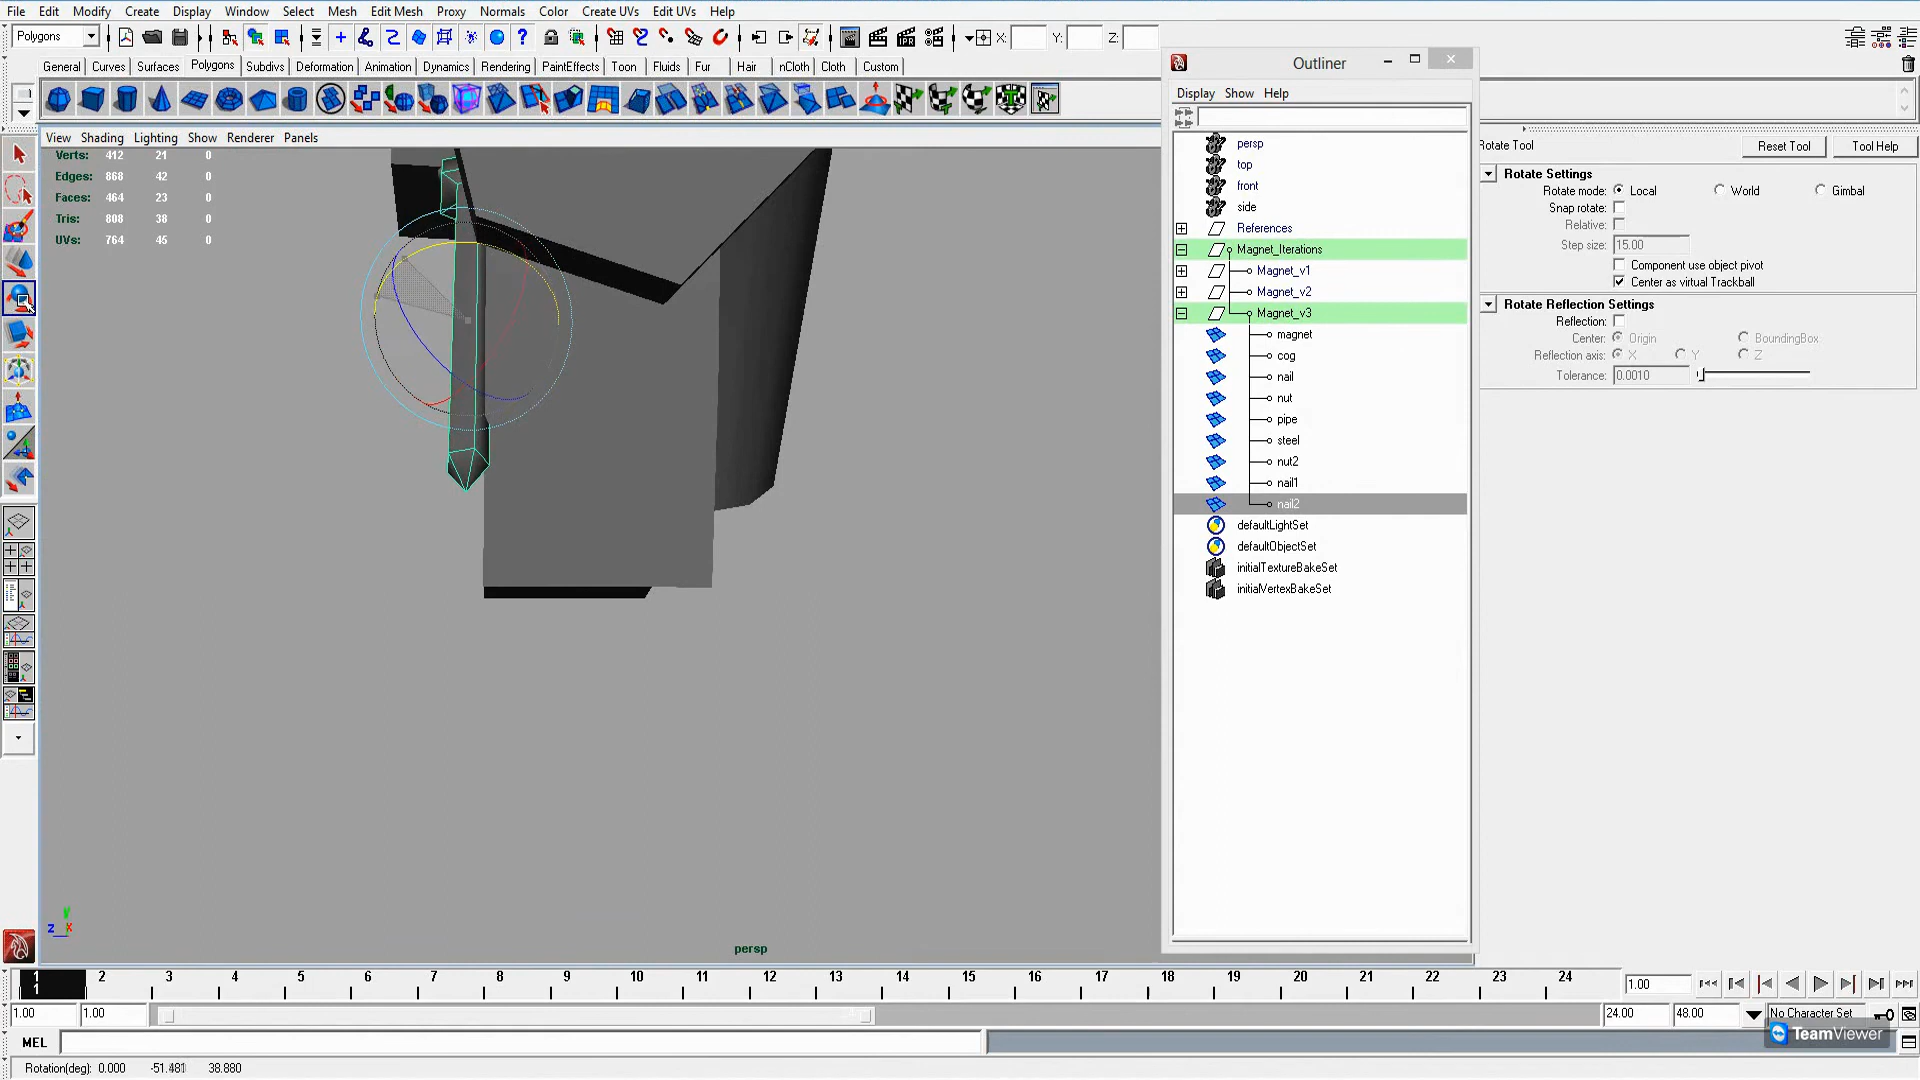 File Edit Modify Create Display Window Select Mesh Edit Mesh Proxy Normals Color Create UVs Edit UVs Help
Polygons X: Y: Z:
General Curves Surfaces Polygons Subdivs Deformation Animation Dynamics Rendering PaintEffects Toon Fluids Fur Hair nCloth Cloth Custom
View Shading Lighting Show Renderer Panels
Verts: 412 21 0
Edges: 868 42 0
Faces: 464 23 0
Tris: 808 38 0
UVs: 764 45 0
persp
Outliner
Display Show Help
persp
top
front
side
References
Magnet_Iterations
Magnet_v1
Magnet_v2
Magnet_v3
magnet
cog
nail
nut
pipe
steel
nut2
nail1
nail2
defaultLightSet
defaultObjectSet
initialTextureBakeSet
initialVertexBakeSet
Rotate Tool Reset Tool Tool Help
Rotate Settings
Rotate mode: Local World Gimbal
Snap rotate:
Relative:
Step size: 15.00
Component use object pivot
Center as virtual Trackball
Rotate Reflection Settings
Reflection:
Center: Origin BoundingBox
Reflection axis: X Y Z
Tolerance: 0.0010
1 2 3 4 5 6 7 8 9 10 11 12 13 14 15 16 17 18 19 20 21 22 23 24 1.00
1
1.00 1.00 24.00 48.00 No Character Set
MEL
TeamViewer
Rotation(deg): 0.000 -51.481 38.880
z y x